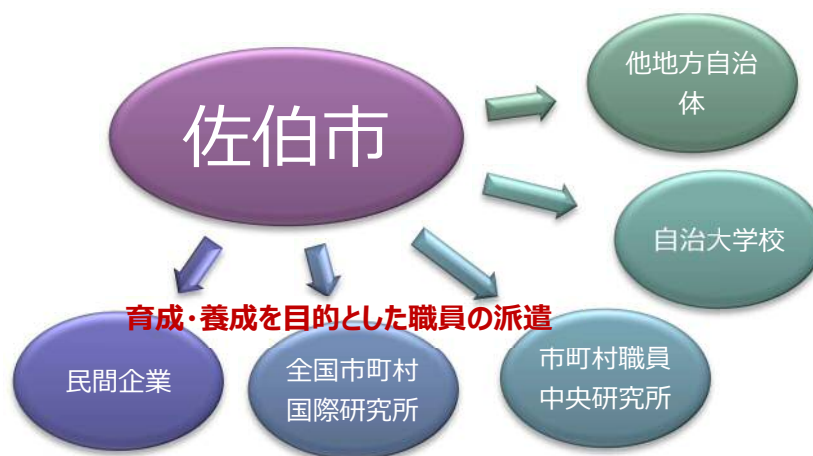 佐伯市
他地方自治
体
自治大学校
育成・養成を目的とした職員の派遣
民間企業
全国市町村
国際研究所
市町村職員
中央研究所